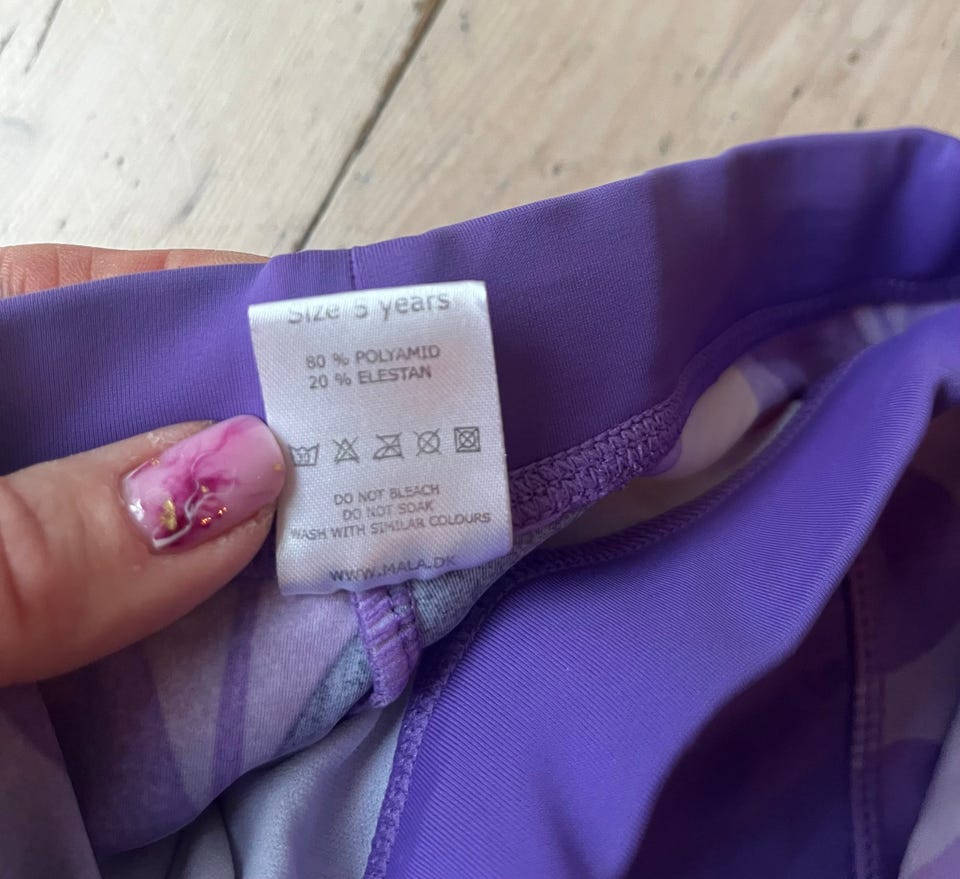 Size 5 years
80 % POLYAMID
20 % ELESTAN
DO NOT BLEACH
DO NOT SOAK
WASH WITH SIMILAR COLOURS
WWW.MALA.DK